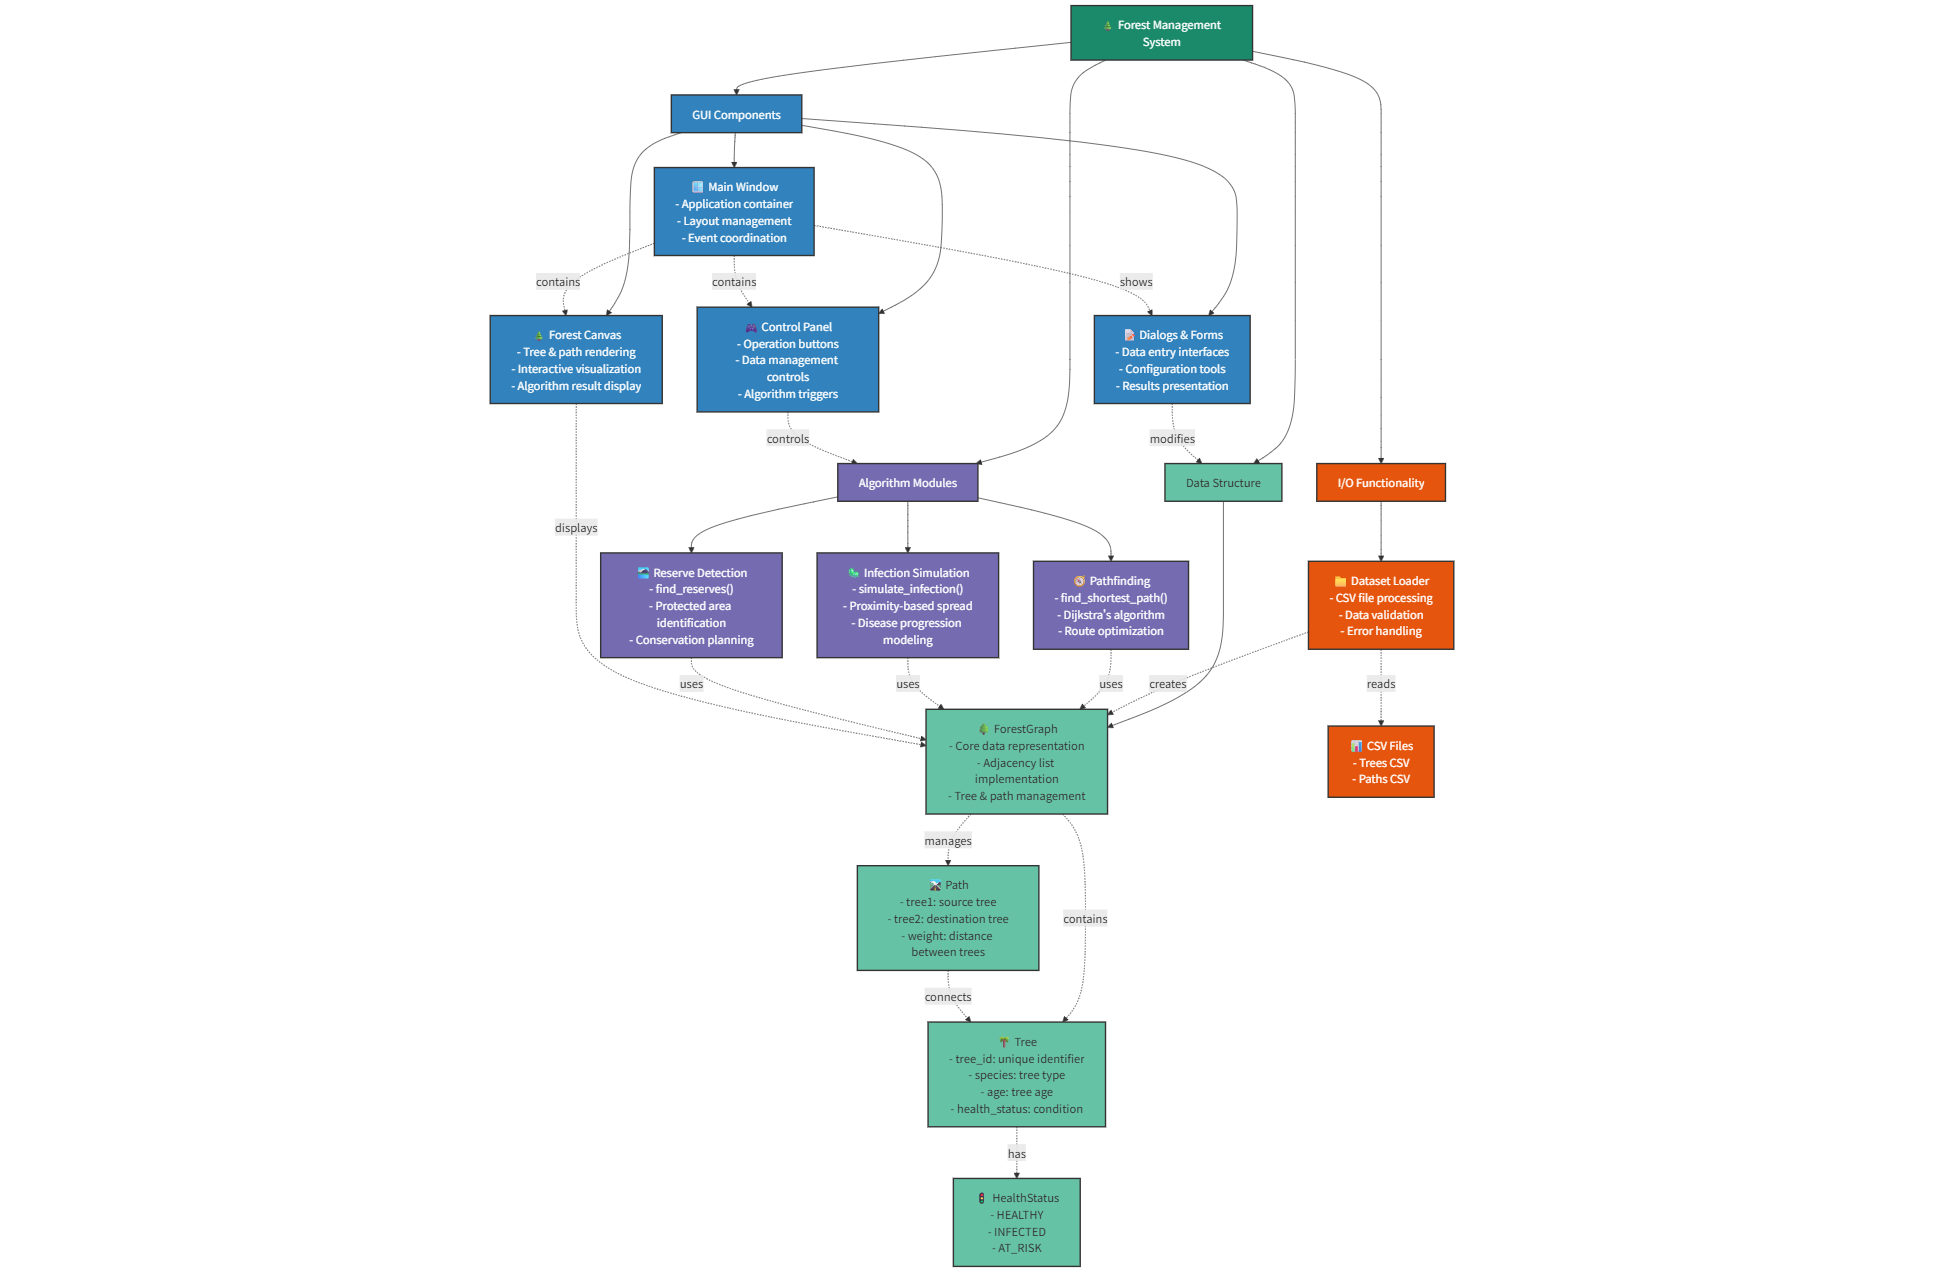 Forest Management
System
GUI Components
Main Window
- Application container
- Layout management
- Event coordination
contains
contains
shows
Forest Canvas
- Tree & path rendering
- Interactive visualization
- Algorithm result display
Control Panel
- Operation buttons
- Data management
controls
- Algorithm triggers
Dialogs & Forms
- Data entry interfaces
- Configuration tools
- Results presentation
controls
modifies
Algorithm Modules
Data Structure
I/O Functionality
displays
Reserve Detection
- find_reserves()
- Protected area
identification
- Conservation planning
Infection Simulation
- simulate_infection()
- Proximity-based spread
- Disease progression
modeling
Pathfinding
- find_shortest_path()
- Dijkstra's algorithm
- Route optimization
Dataset Loader
- CSV file processing
- Data validation
- Error handling
uses
uses
uses
creates
reads
ForestGraph
- Core data representation
- Adjacency list
implementation
- Tree & path management
CSV Files
- Trees CSV
- Paths CSV
manages
Path
- tree1: source tree
- tree2: destination tree
- weight: distance
between trees
contains
connects
Tree
- tree_id: unique identifier
- species: tree type
- age: tree age
- health_status: condition
has
HealthStatus
- HEALTHY
- INFECTED
- AT_RISK